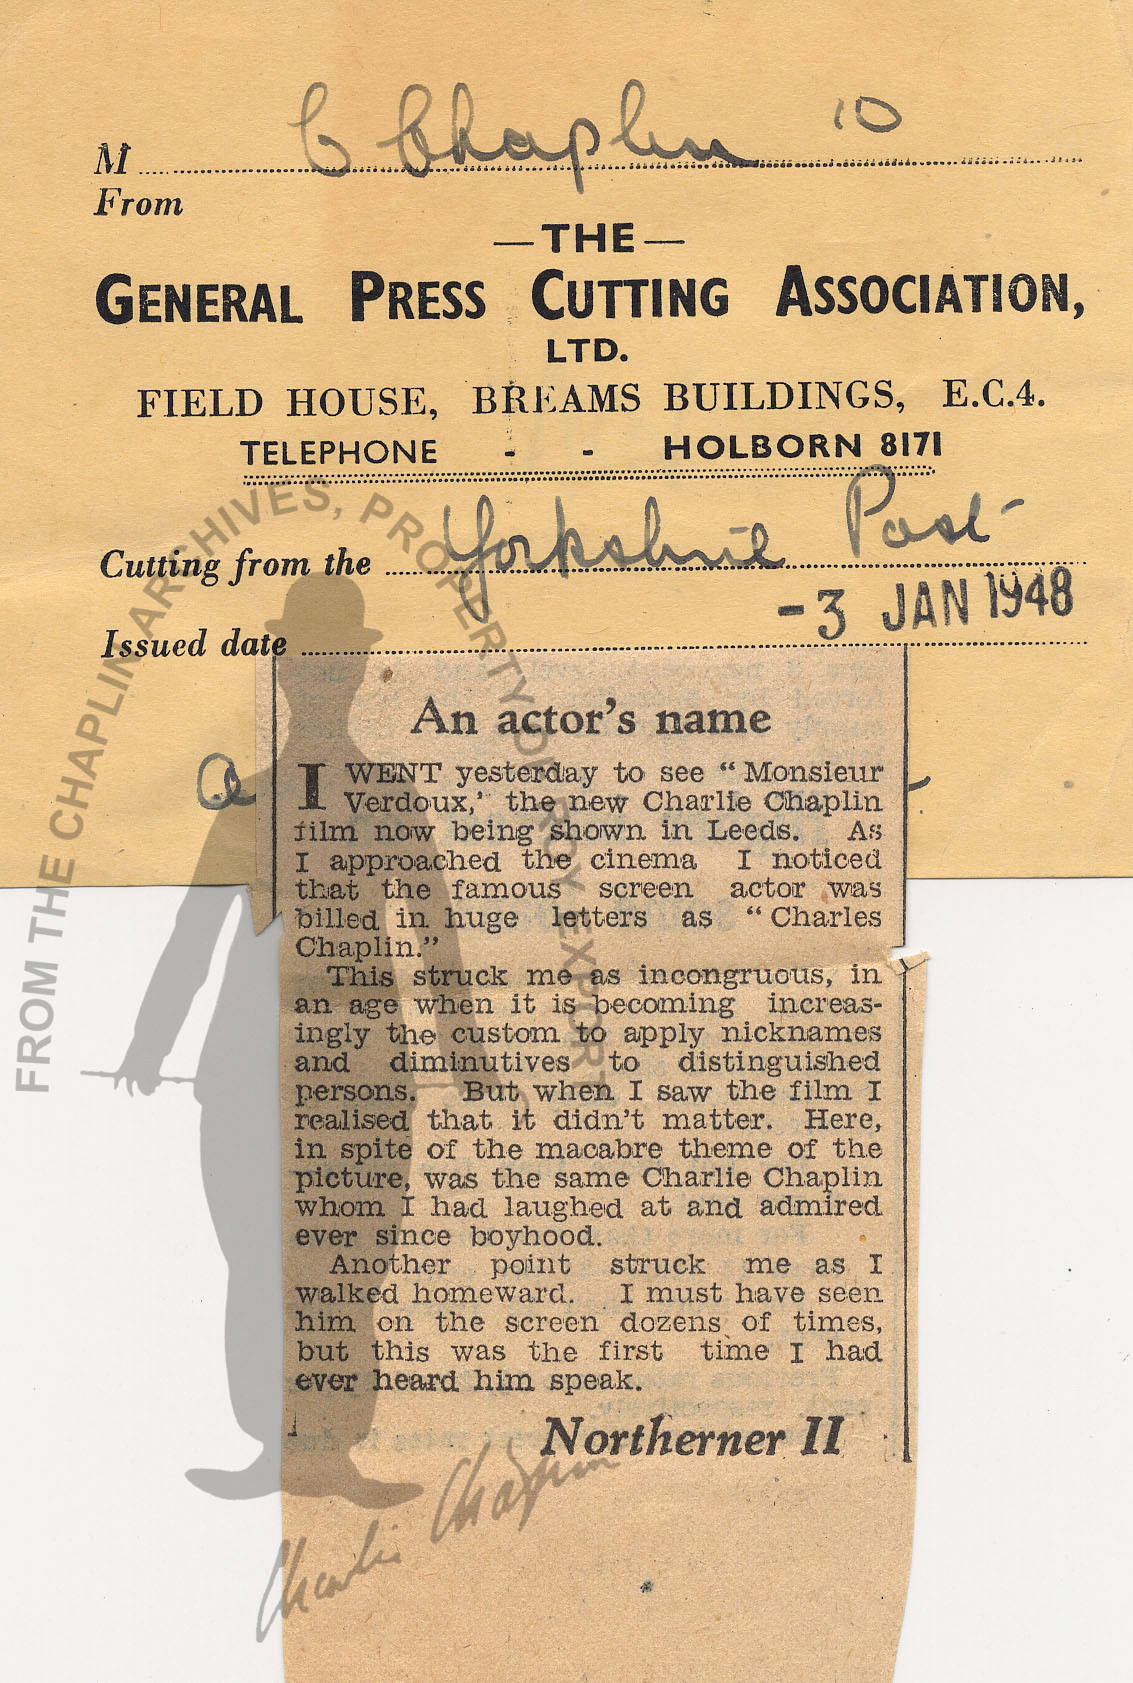 M C Chaplin 10
From
— THE —
GENERAL PRESS CUTTING ASSOCIATION,
LTD.
FIELD HOUSE, BREAMS BUILDINGS, E.C.4.
TELEPHONE - - HOLBORN 8171
Cutting from the Yorkshire Post
Issued date -3 JAN 1948
An actor's name
I WENT yesterday to see “Monsieur
Verdoux,' the new Charlie Chaplin
film now being shown in Leeds. As
I approached the cinema I noticed
that the famous screen actor was
billed in huge letters as “Charles
Chaplin.”
This struck me as incongruous, in
an age when it is becoming increas-
ingly the custom to apply nicknames
and diminutives to distinguished
persons. But when I saw the film I
realised that it didn't matter. Here,
in spite of the macabre theme of the
picture, was the same Charlie Chaplin
whom I had laughed at and admired
ever since boyhood.
Another point struck me as I
walked homeward. I must have seen
him on the screen dozens of times,
but this was the first time I had
ever heard him speak.
Northerner II
FROM THE CHAPLIN ARCHIVES, PROPERTY OF ROY EXPORT
Charlie Chaplin